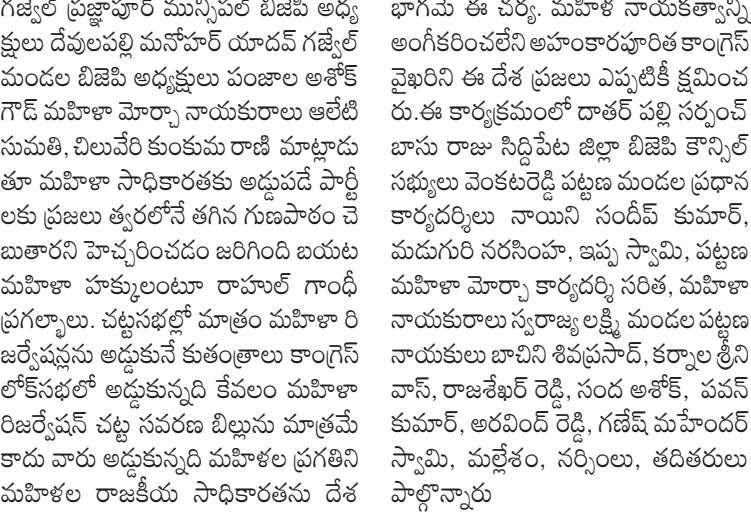 గజ్వేల్ ప్రజ్ఞాపూర్ మున్సిపల్ బిజెపి అధ్య
క్షులు దేవులపల్లి మనోహర్ యాదవ్ గజ్వేల్
మండల బిజెపి అధ్యక్షులు పంజాల అశోక్
గౌడ్ మహిళా మోర్చా నాయకురాలు ఆలేటి
సుమతి, చిలువేరి కుంకుమ రాణి మాట్లాడు
తూ మహిళా సాధికారతకు అడ్డుపడే పార్టీ
లకు ప్రజలు త్వరలోనే తగిన గుణపాఠం చె
బుతారని హెచ్చరించడం జరిగింది బయట
మహిళా హక్కులంటూ రాహుల్ గాంధీ
ప్రగల్భాలు. చట్టసభల్లో మాత్రం మహిళా రి
జర్వేషన్లను అడ్డుకునే కుతంత్రాలు కాంగ్రెస్
లోక్‌సభలో అడ్డుకున్నది కేవలం మహిళా
రిజర్వేషన్ చట్ట సవరణ బిల్లును మాత్రమే
కాదు వారు అడ్డుకున్నది మహిళల ప్రగతిని
మహిళల రాజకీయ సాధికారతను దేశ
భాగమే ఈ చర్య. మహిళ నాయకత్వాన్ని
అంగీకరించలేని అహంకారపూరిత కాంగ్రెస్
వైఖరిని ఈ దేశ ప్రజలు ఎప్పటికీ క్షమించ
రు.ఈ కార్యక్రమంలో దాతర్ పల్లి సర్పంచ్
బాసు రాజు సిద్దిపేట జిల్లా బిజెపి కౌన్సిల్
సభ్యులు వెంకటరెడ్డి పట్టణ మండల ప్రధాన
కార్యదర్శిలు నాయిని సందీప్ కుమార్,
మడుగురి నరసింహ, ఇప్ప స్వామి, పట్టణ
మహిళా మోర్చా కార్యదర్శి సరిత, మహిళా
నాయకురాలు స్వరాజ్య లక్ష్మి మండల పట్టణ
నాయకులు బాచిని శివప్రసాద్, కర్నాల శ్రీని
వాస్, రాజశేఖర్ రెడ్డి, సంద అశోక్, పవన్
కుమార్, అరవింద్ రెడ్డి, గణేష్ మహేందర్
స్వామి, మల్లేశం, నర్సింలు, తదితరులు
పాల్గొన్నారు